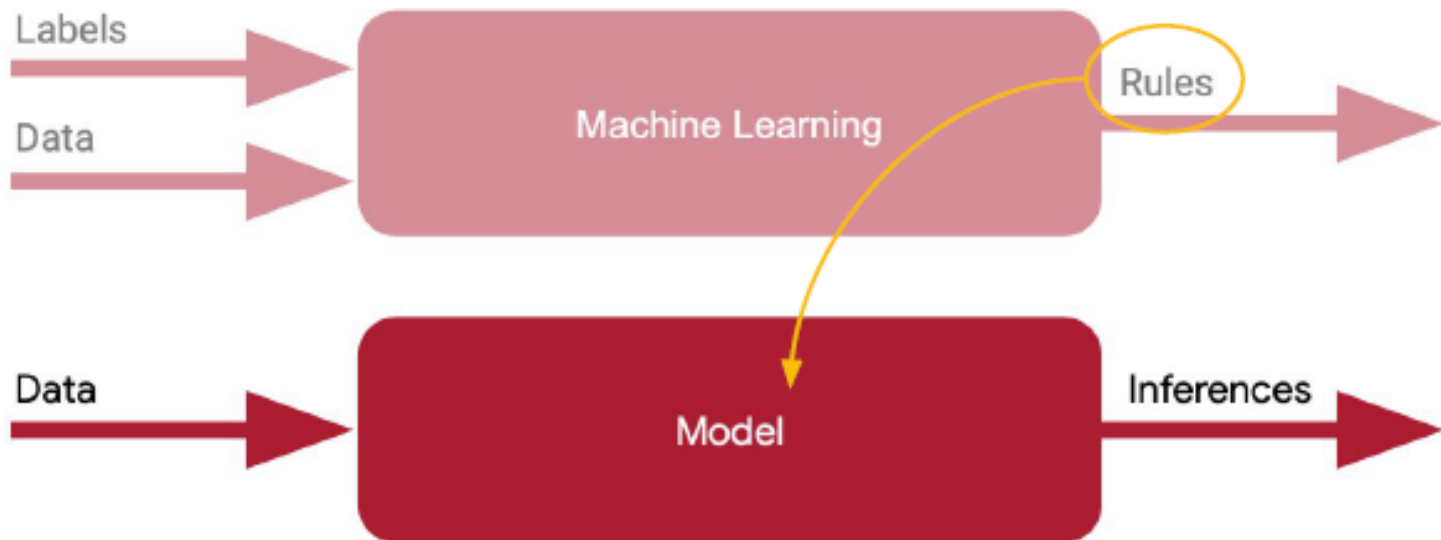 Labels
Data
Machine Learning
Rules
Data
Model
Inferences